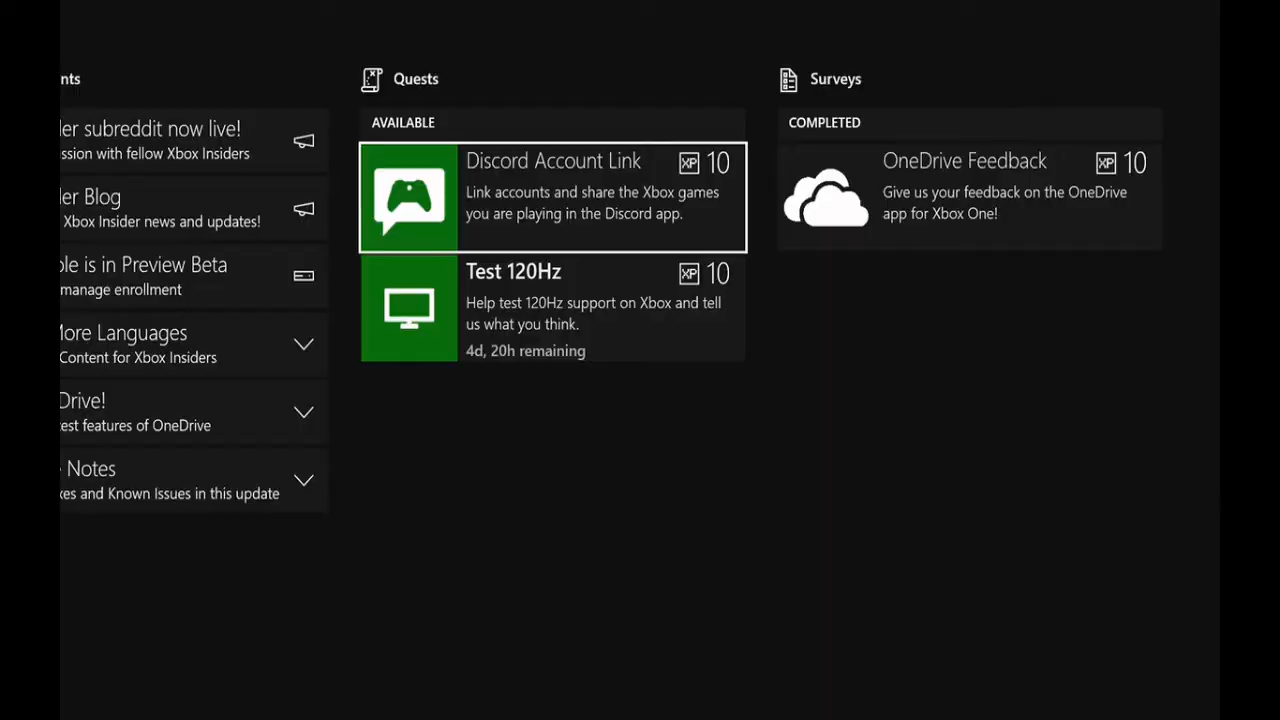 nts
er subreddit now live!
ssion with fellow Xbox Insiders
er Blog
Xbox Insider news and updates!
le is in Preview Beta
manage enrollment
More Languages
Content for Xbox Insiders
Drive!
est features of OneDrive
Notes
xes and Known Issues in this update
Quests
AVAILABLE
Discord Account Link
XP 10
Link accounts and share the Xbox games
you are playing in the Discord app.
Test 120Hz
XP 10
Help test 120Hz support on Xbox and tell
us what you think.
4d, 20h remaining
Surveys
COMPLETED
OneDrive Feedback
XP 10
Give us your feedback on the OneDrive
app for Xbox One!